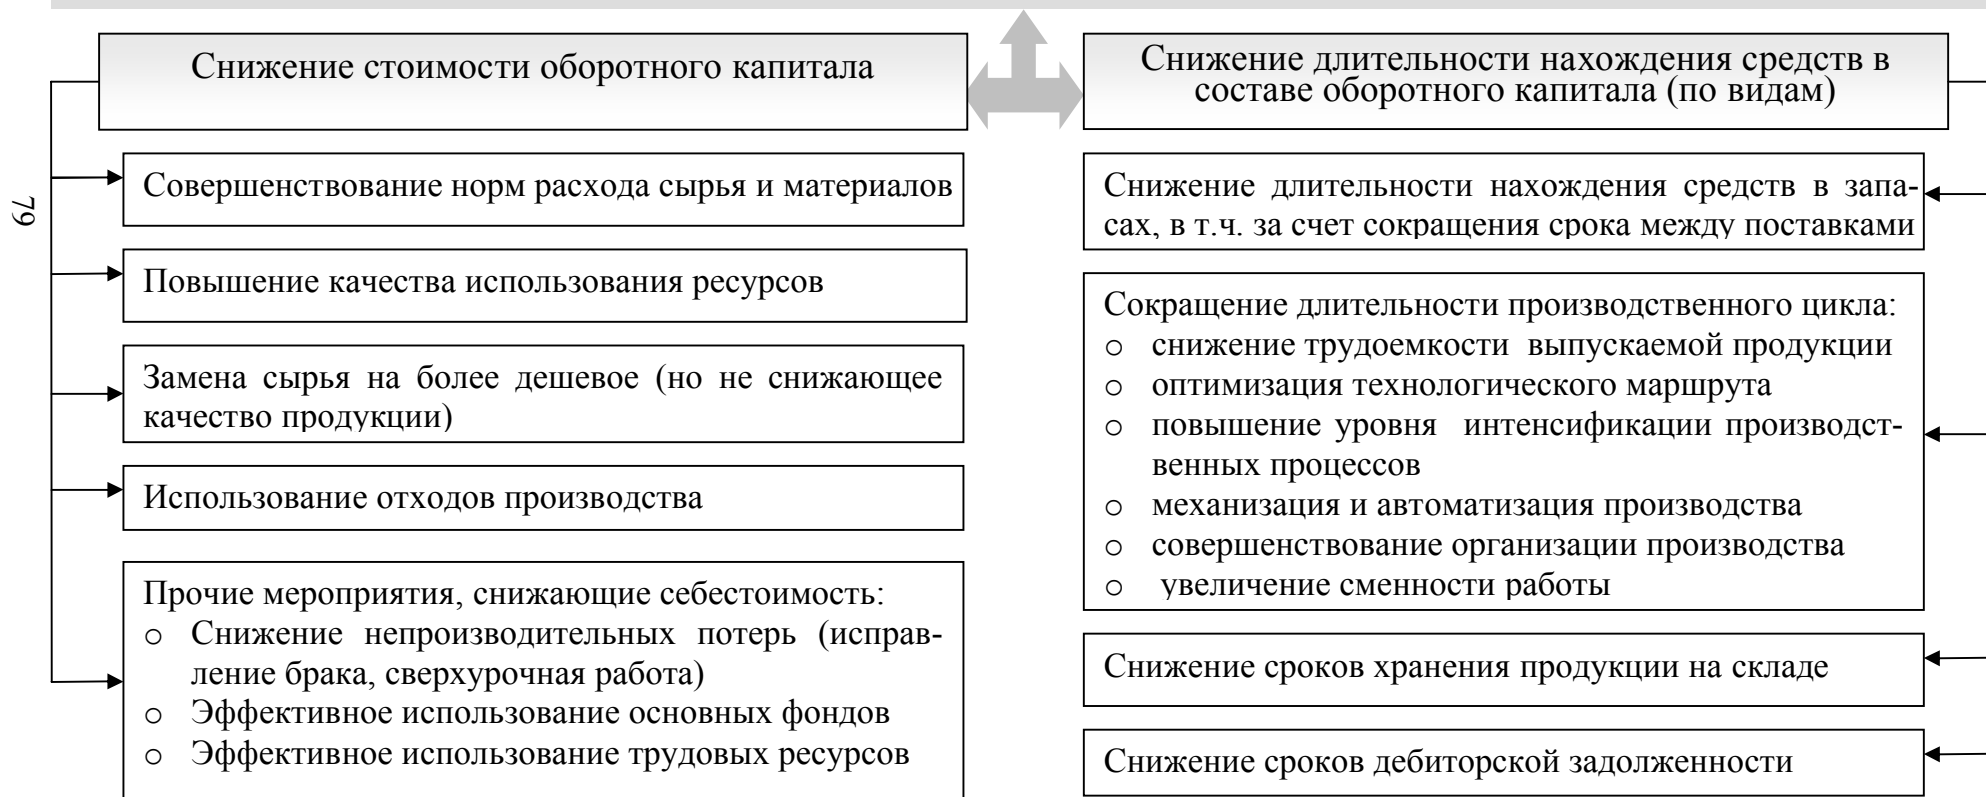 Снижение стоимости оборотного капитала
Совершенствование норм расхода сырья и материалов
Повышение качества использования ресурсов
Замена сырья на более дешевое (но не снижающее
качество продукции)
Использование отходов производства
Прочие мероприятия, снижающие себестоимость:
o Снижение непроизводительных потерь (исправ-
ление брака, сверхурочная работа)
o Эффективное использование основных фондов
o Эффективное использование трудовых ресурсов
Снижение длительности нахождения средств в
составе оборотного капитала (по видам)
Снижение длительности нахождения средств в запа-
сах, в т.ч. за счет сокращения срока между поставками
Сокращение длительности производственного цикла:
o снижение трудоемкости выпускаемой продукции
o оптимизация технологического маршрута
o повышение уровня интенсификации производст-
венных процессов
o механизация и автоматизация производства
o совершенствование организации производства
o увеличение сменности работы
Снижение сроков хранения продукции на складе
Снижение сроков дебиторской задолженности
79